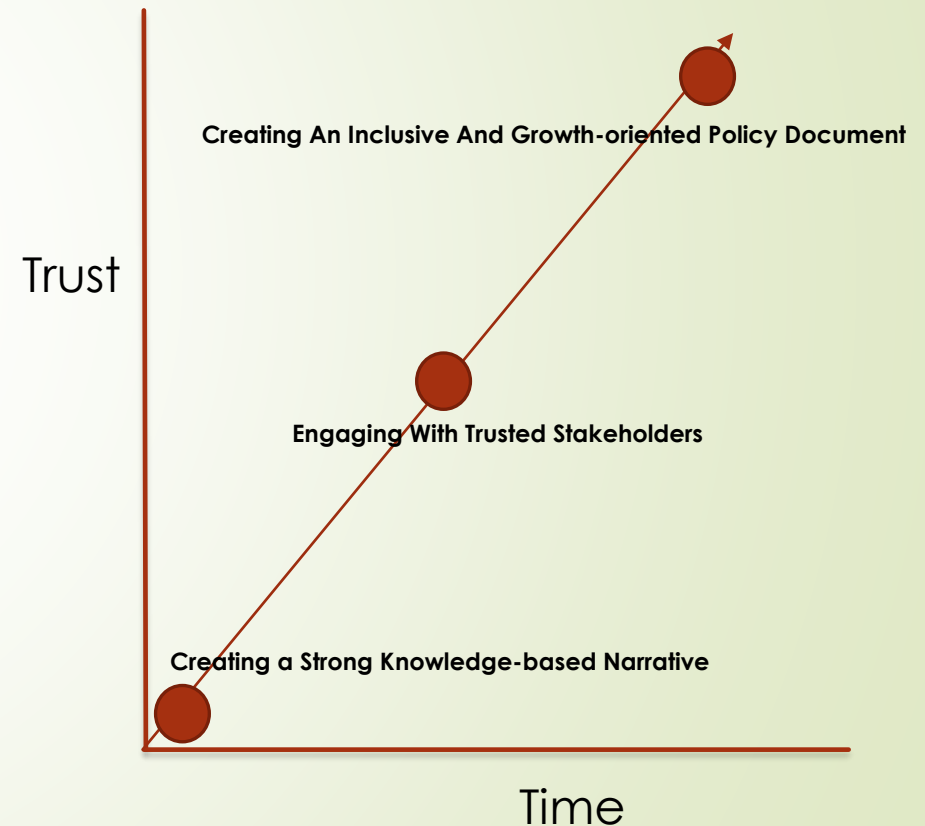 Creating An Inclusive And Growth-oriented Policy Document
Trust
Engaging With Trusted Stakeholders
Creating a Strong Knowledge-based Narrative
Time